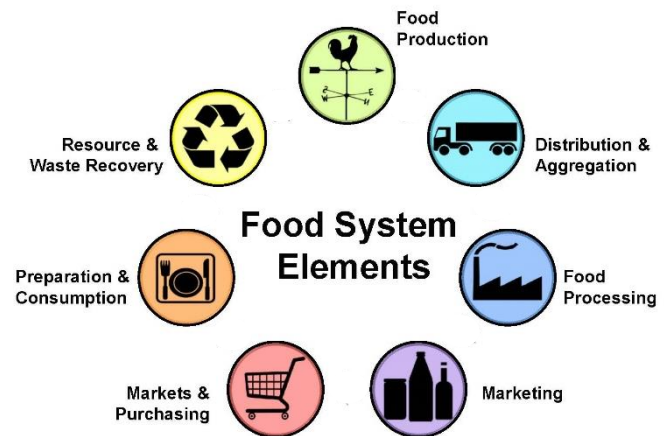 Food
Production
Distribution &
Aggregation
Food
Processing
Marketing
Markets &
Purchasing
Preparation &
Consumption
Resource &
Waste Recovery
Food System
Elements